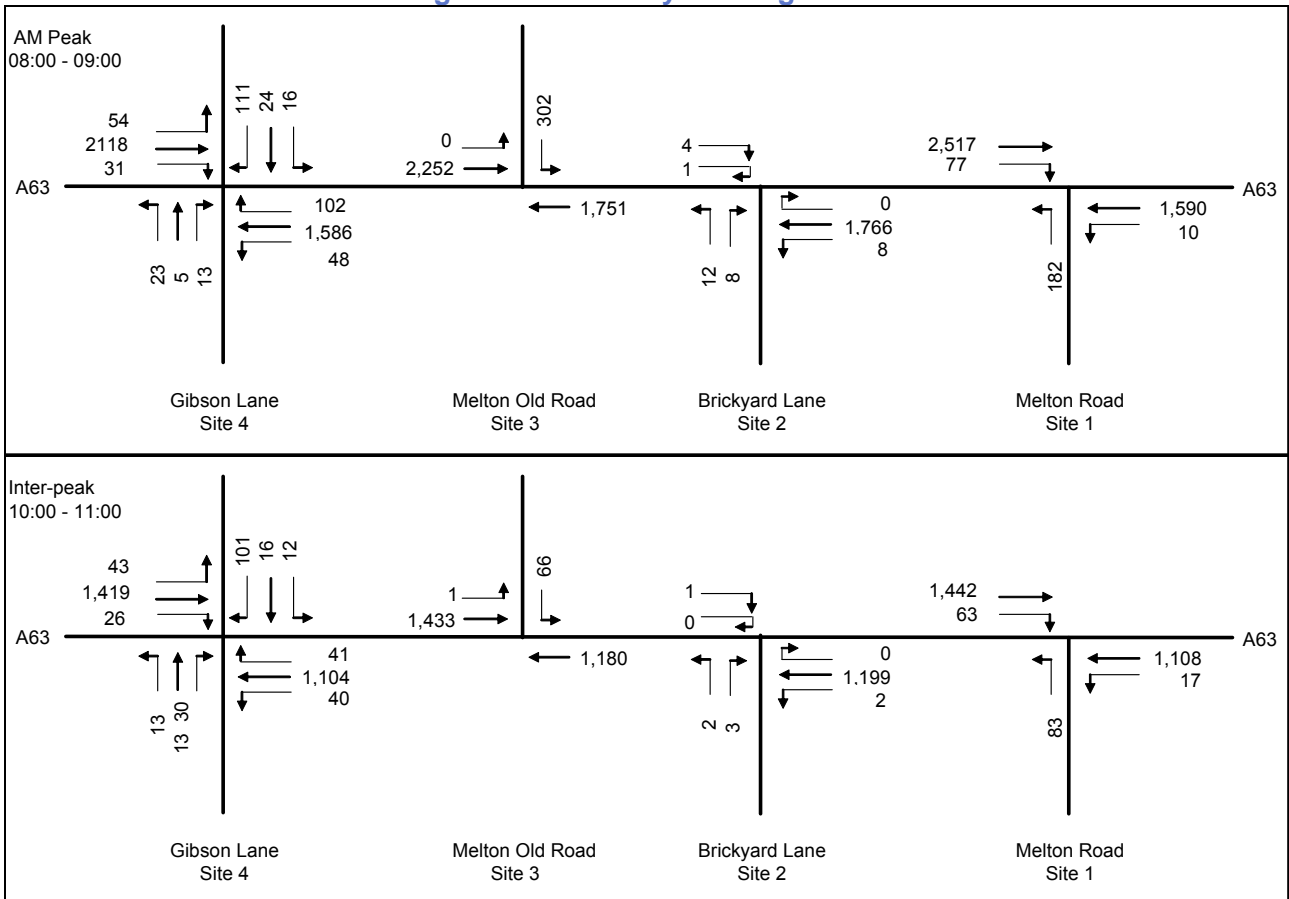 AM Peak
08:00 - 09:00
54
2118
31
111
24
16
0
2,252
302
4
1
2,517
77
A63
A63
23
5
13
102
1,586
48
1,751
12
8
0
1,766
8
182
1,590
10
Gibson Lane
Site 4
Melton Old Road
Site 3
Brickyard Lane
Site 2
Melton Road
Site 1
Inter-peak
10:00 - 11:00
43
1,419
26
101
16
12
1
1,433
66
1
0
1,442
63
A63
A63
13
13 30
41
1,104
40
1,180
2
3
0
1,199
2
83
1,108
17
Gibson Lane
Site 4
Melton Old Road
Site 3
Brickyard Lane
Site 2
Melton Road
Site 1